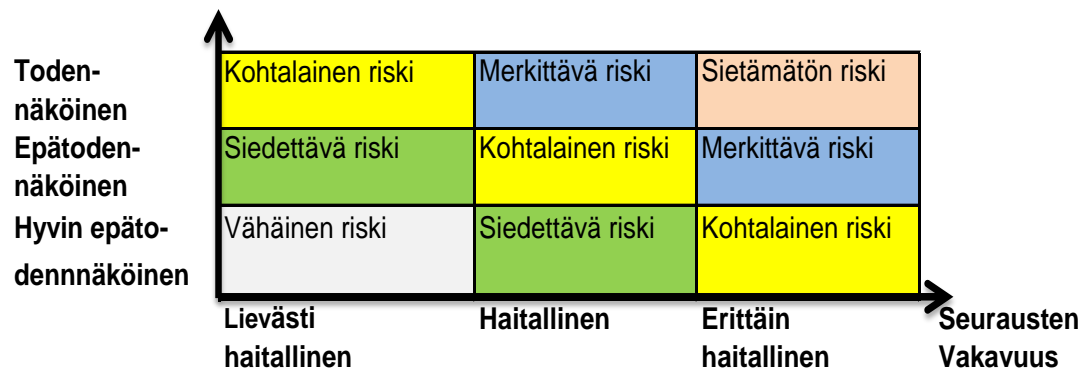 Toden-
näköinen
Kohtalainen riski
Merkittävä riski
Sietämätön riski
Epätoden-
näköinen
Siedettävä riski
Kohtalainen riski
Merkittävä riski
Hyvin epäto-
dennnäköinen
Vähäinen riski
Siedettävä riski
Kohtalainen riski
Lievästi
haitallinen
Haitallinen
Erittäin
haitallinen
Seurausten
Vakavuus